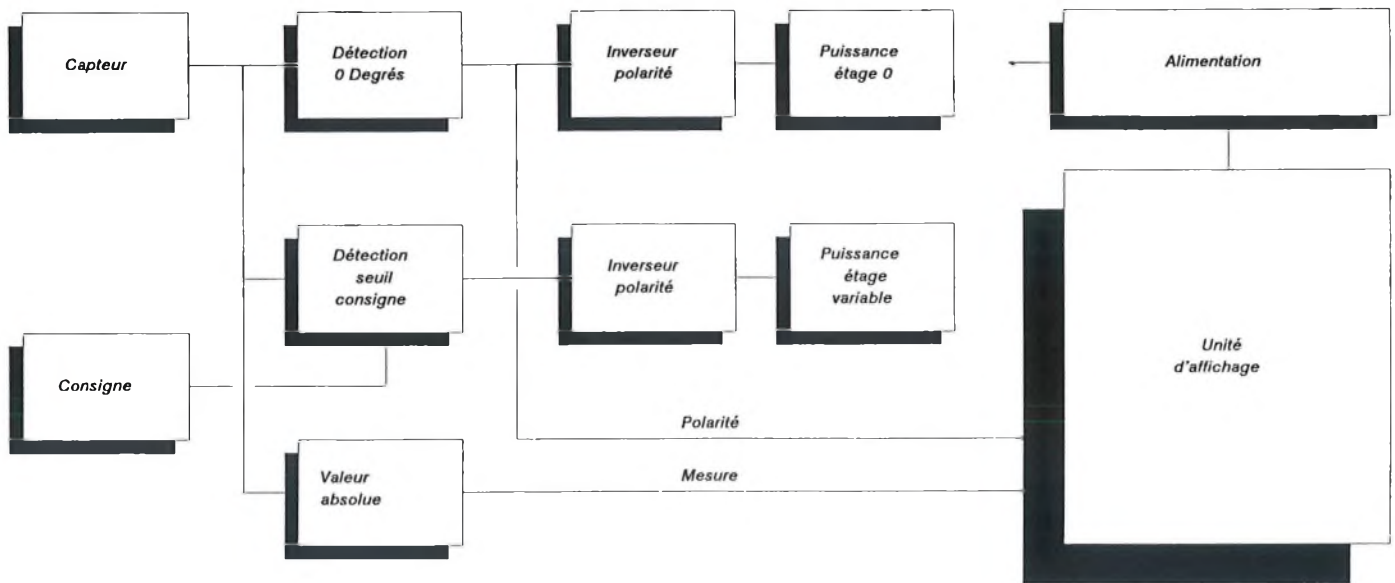 Capteur
Détection
0 Degrés
Inverseur
polarité
Puissance
étage 0
Alimentation
Détection
seuil
consigne
Inverseur
polarité
Puissance
étage
variable
Consigne
Unité
d'affichage
Polarité
Valeur
absolue
Mesure